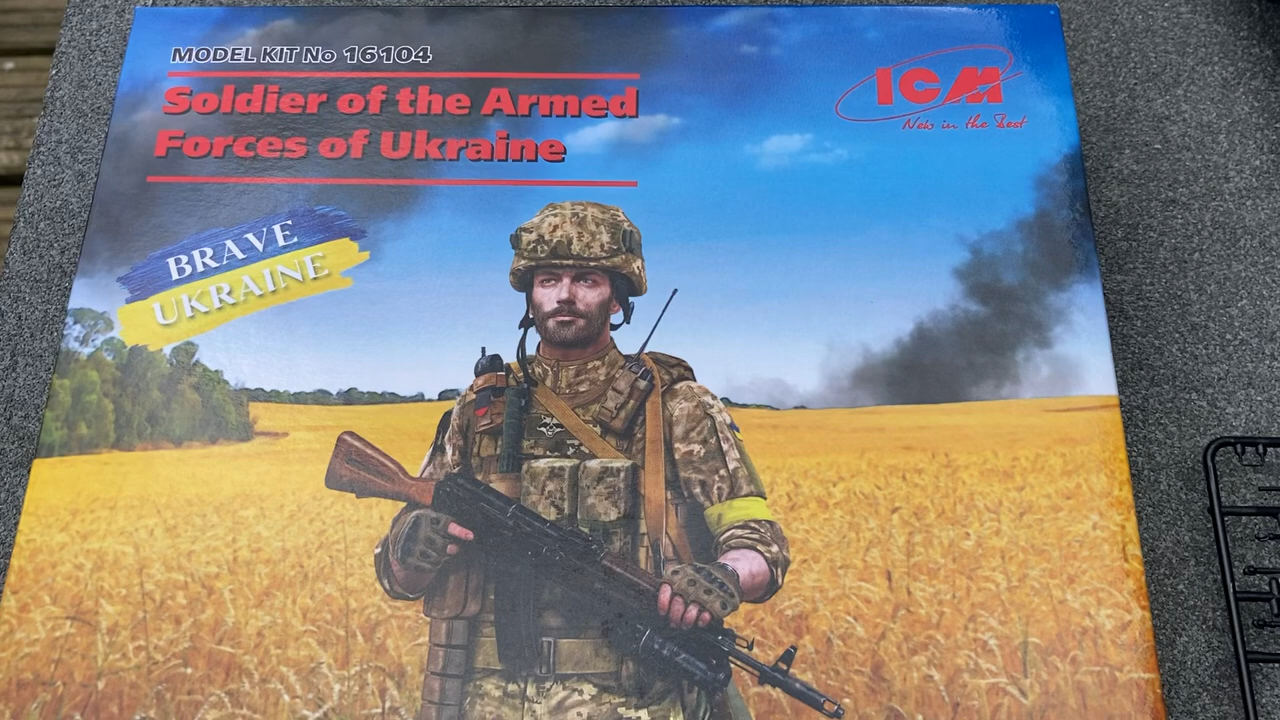 MODEL KIT No 16104
Soldier of the Armed
Forces of Ukraine
ICM
New in the Best
BRAVE
UKRAINE